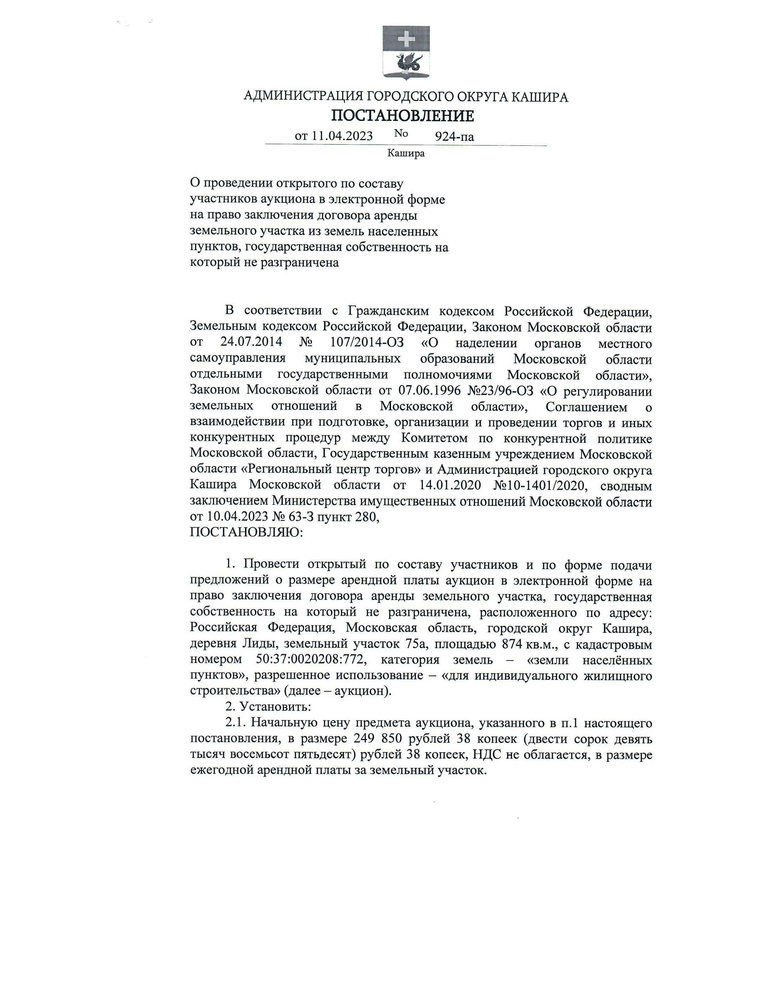 АДМИНИСТРАЦИЯ ГОРОДСКОГО ОКРУГА КАШИРА
ПОСТАНОВЛЕНИЕ
от 11.04.2023 No 924-па
Кашира
О проведении открытого по составу
участников аукциона в электронной форме
на право заключения договора аренды
земельного участка из земель населенных
пунктов, государственная собственность на
который не разграничена
В соответствии с Гражданским кодексом Российской Федерации,
Земельным кодексом Российской Федерации, Законом Московской области
от 24.07.2014 № 107/2014-ОЗ «О наделении органов местного
самоуправления муниципальных образований Московской области
отдельными государственными полномочиями Московской области»,
Законом Московской области от 07.06.1996 №23/96-ОЗ «О регулировании
земельных отношений в Московской области», Соглашением о
взаимодействии при подготовке, организации и проведении торгов и иных
конкурентных процедур между Комитетом по конкурентной политике
Московской области, Государственным казенным учреждением Московской
области «Региональный центр торгов» и Администрацией городского округа
Кашира Московской области от 14.01.2020 №10-1401/2020, сводным
заключением Министерства имущественных отношений Московской области
от 10.04.2023 № 63-З пункт 280,
ПОСТАНОВЛЯЮ:
1. Провести открытый по составу участников и по форме подачи
предложений о размере арендной платы аукцион в электронной форме на
право заключения договора аренды земельного участка, государственная
собственность на который не разграничена, расположенного по адресу:
Российская Федерация, Московская область, городской округ Кашира,
деревня Лиды, земельный участок 75а, площадью 874 кв.м., с кадастровым
номером 50:37:0020208:772, категория земель – «земли населённых
пунктов», разрешенное использование – «для индивидуального жилищного
строительства» (далее – аукцион).
2. Установить:
2.1. Начальную цену предмета аукциона, указанного в п.1 настоящего
постановления, в размере 249 850 рублей 38 копеек (двести сорок девять
тысяч восемьсот пятьдесят) рублей 38 копеек, НДС не облагается, в размере
ежегодной арендной платы за земельный участок.